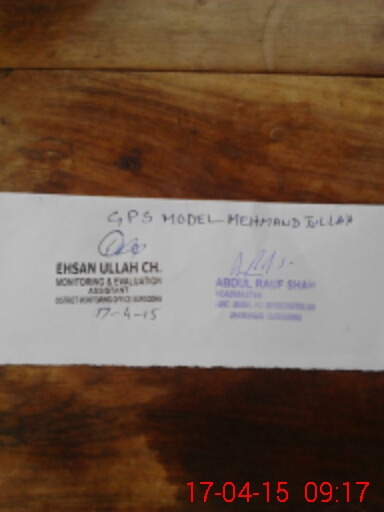 GPS MODEL MEHMAND
EHSAN ULLAH CH.
MONITORING & EVALUATION
ASSISTANT
DISTRICT MONITORING OFFICE SARGODHA
17-4-15
ABDUL RAUF SHAH
17-04-15 09:17